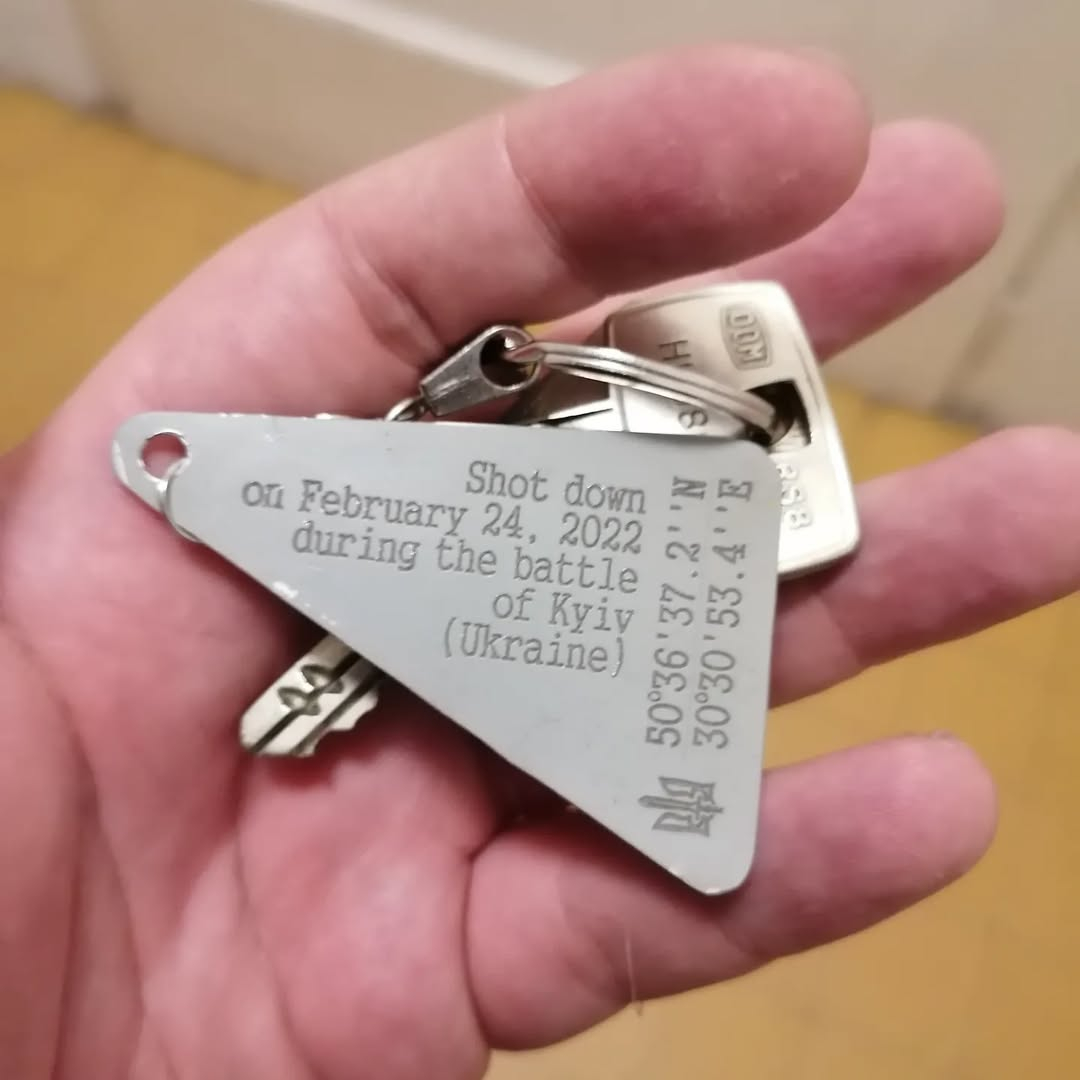 Shot down
on February 24, 2022
during the battle
of Kyiv
(Ukraine)
50°36'37.2''N
30°30'53.4''E
DOM